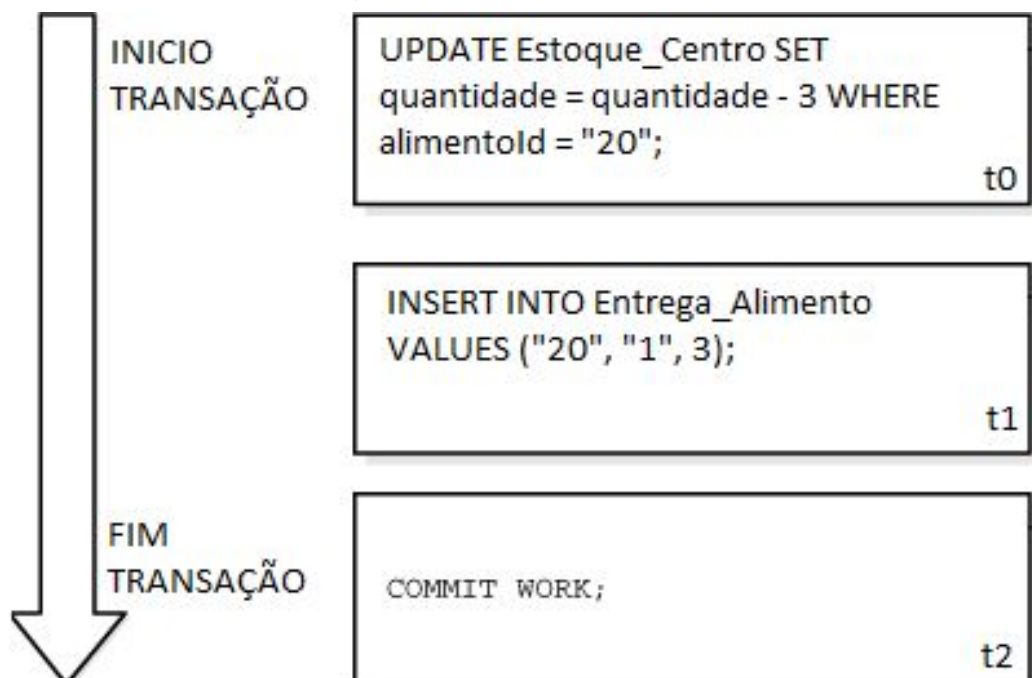 INICIO
TRANSAÇÃO
UPDATE Estoque_Centro SET
quantidade = quantidade - 3 WHERE
alimentoId = "20";
t0
INSERT INTO Entrega_Alimento
VALUES ("20", "1", 3);
t1
FIM
TRANSAÇÃO
COMMIT WORK;
t2